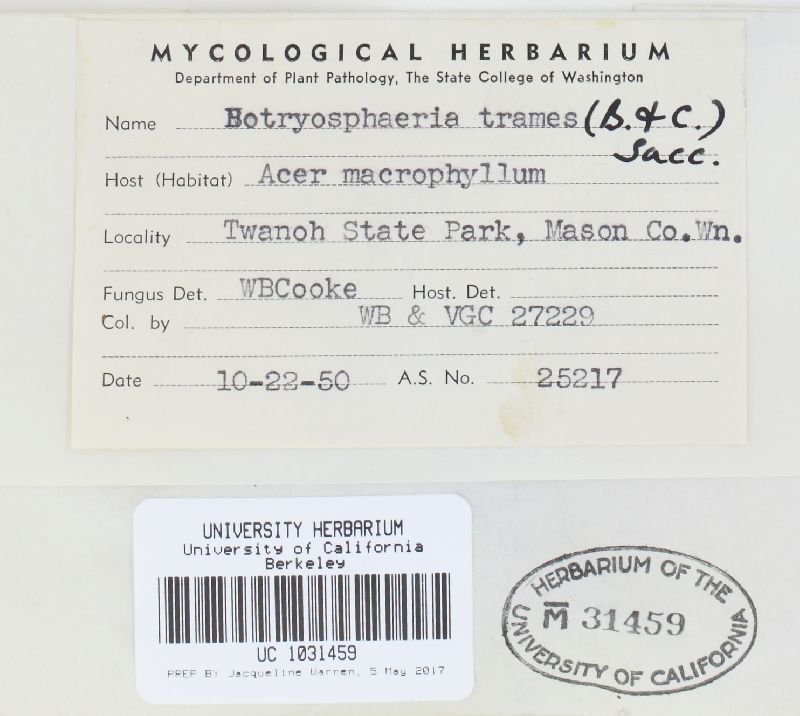 MYCOLOGICAL HERBARIUM
Department of Plant Pathology, The State College of Washington
Name Botryosphaeria trames (B. & C.)
Sacc.
Host (Habitat) Acer macrophyllum
Locality Twanoh State Park, Mason Co.Wn.
Fungus Det. WBCooke Host. Det.
Col. by WB & VGC 27229
Date 10-22-50 A.S. No. 25217
UNIVERSITY HERBARIUM
University of California
Berkeley
UC 1031459
PREP BY Jacqueline Warren, 5 May 2017
HERBARIUM OF THE
M 31459
UNIVERSITY OF CALIFORNIA